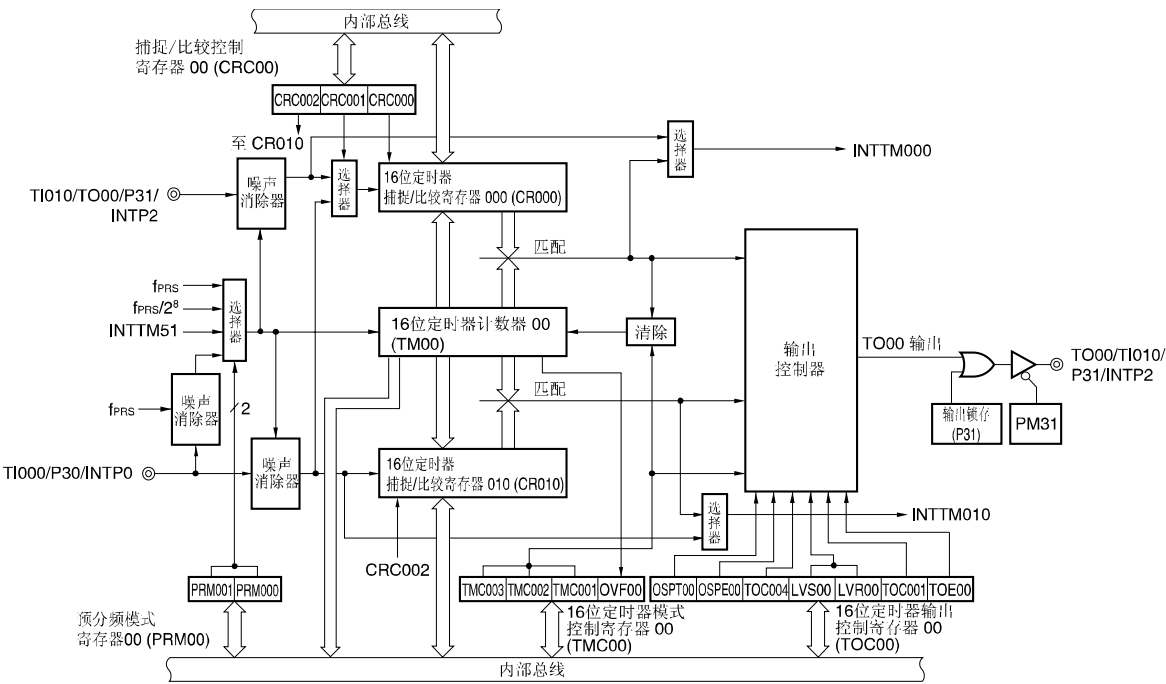 内部总线
捕捉/比较控制
寄存器 00 (CRC00)
CRC002 CRC001 CRC000
至 CR010
选择器
INTTM000
TI010/TO00/P31/
INTP2
噪声
消除器
选择器
16位定时器
捕捉/比较寄存器 000 (CR000)
匹配
fPRS
fPRS/2⁸
INTTM51
选择器
16位定时器计数器 00
(TM00)
清除
输出
控制器
TO00 输出
TO00/TI010/
P31/INTP2
fPRS
噪声
消除器
2
匹配
输出锁存
(P31)
PM31
TI000/P30/INTP0
噪声
消除器
16位定时器
捕捉/比较寄存器 010 (CR010)
选择器
INTTM010
CRC002
PRM001 PRM000
TMC003 TMC002 TMC001 OVF00
OSPT00 OSPE00 TOC004 LVS00 LVR00 TOC001 TOE00
预分频模式
寄存器00 (PRM00)
16位定时器模式
控制寄存器 00
(TMC00)
16位定时器输出
控制寄存器 00
(TOC00)
内部总线